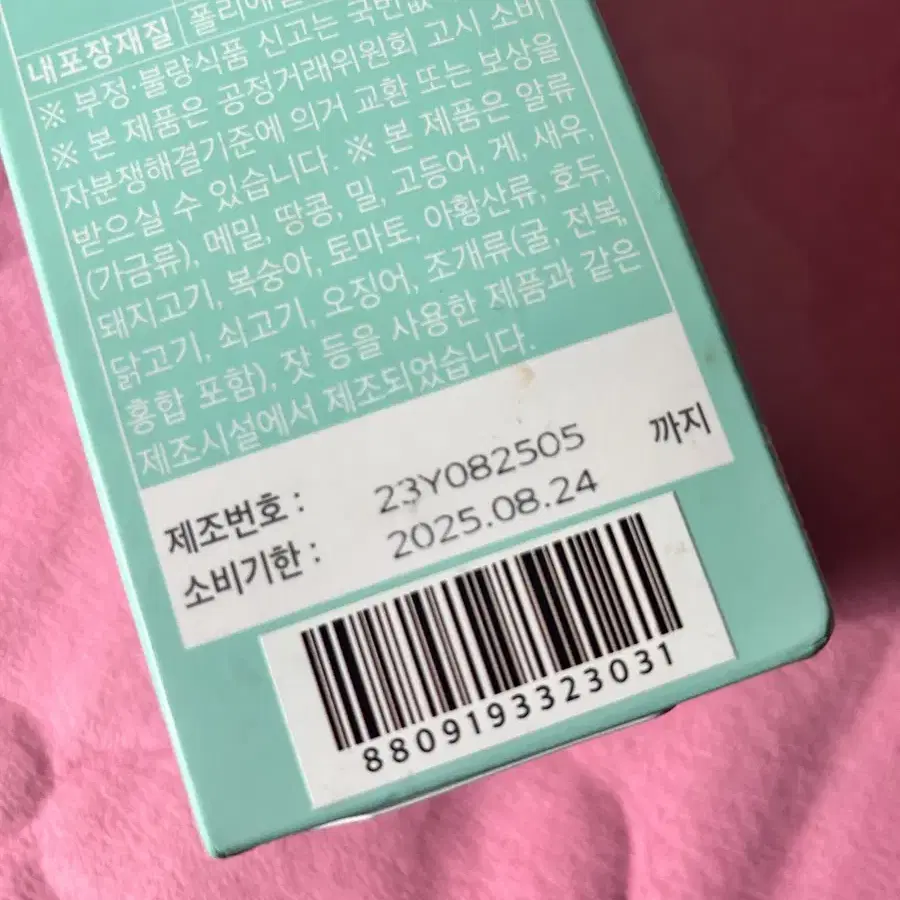 내포장재질 폴리에틸
※ 부정·불량식품 신고는 국번없
※ 본 제품은 공정거래위원회 고시 소비
자분쟁해결기준에 의거 교환 또는 보상을
받으실 수 있습니다. ※ 본 제품은 알류
(가금류), 메밀, 땅콩, 밀, 고등어, 게, 새우,
돼지고기, 복숭아, 토마토, 아황산류, 호두,
닭고기, 쇠고기, 오징어, 조개류(굴, 전복,
홍합 포함), 잣 등을 사용한 제품과 같은
제조시설에서 제조되었습니다.
제조번호 : 23Y082505
소비기한 : 2025.08.24 까지
8809193323031